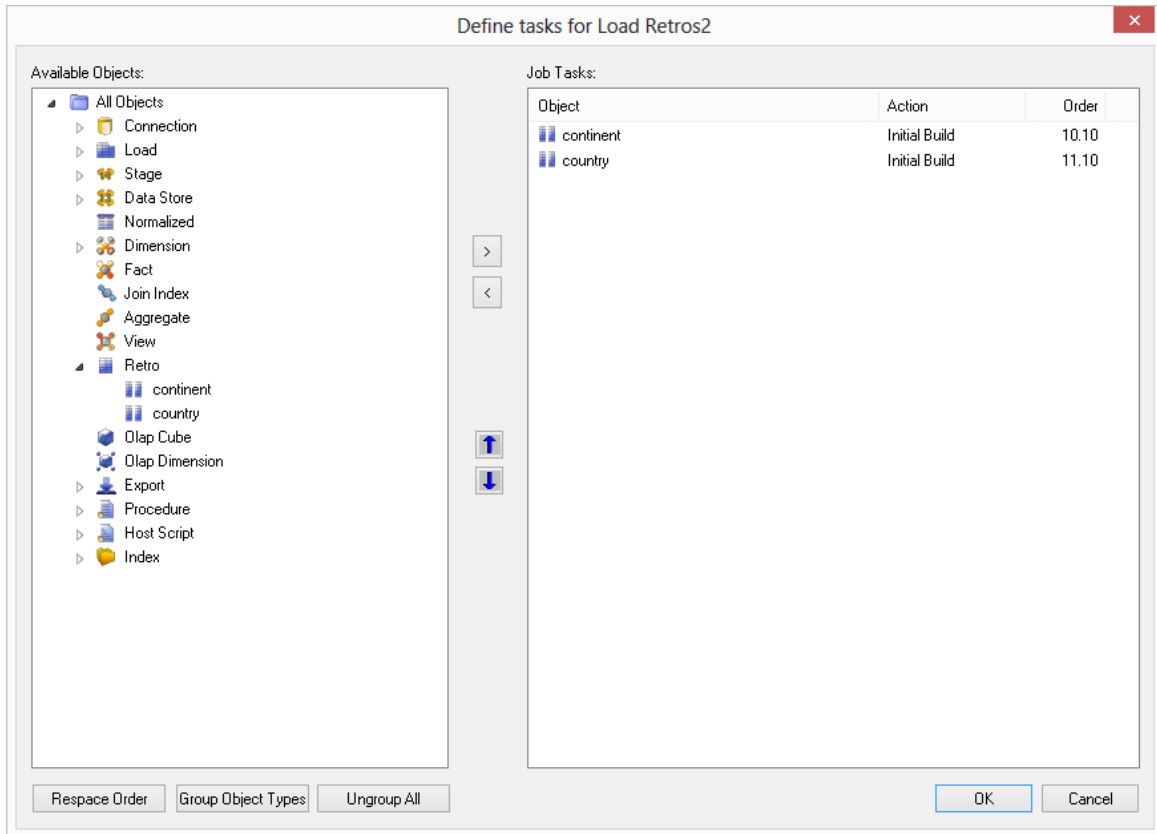 Define tasks for Load Retros2
Available Objects:
All Objects
Connection
Load
Stage
Data Store
Normalized
Dimension
Fact
Join Index
Aggregate
View
Retro
continent
country
Olap Cube
Olap Dimension
Export
Procedure
Host Script
Index
>
<
Job Tasks:
Object Action Order
continent Initial Build 10.10
country Initial Build 11.10
Respace Order Group Object Types Ungroup All OK Cancel